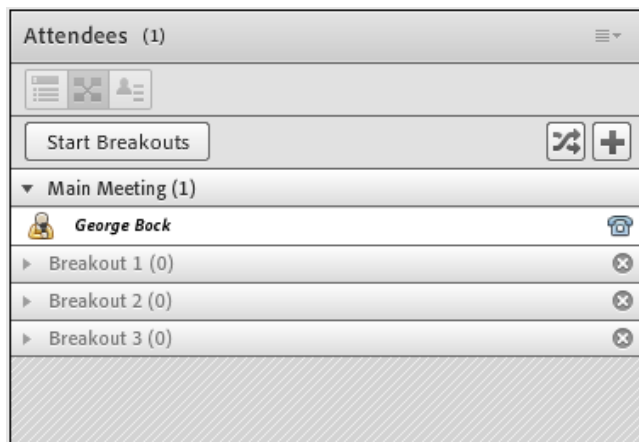 Attendees (1)
Start Breakouts
Main Meeting (1)
George Bock
Breakout 1 (0)
Breakout 2 (0)
Breakout 3 (0)